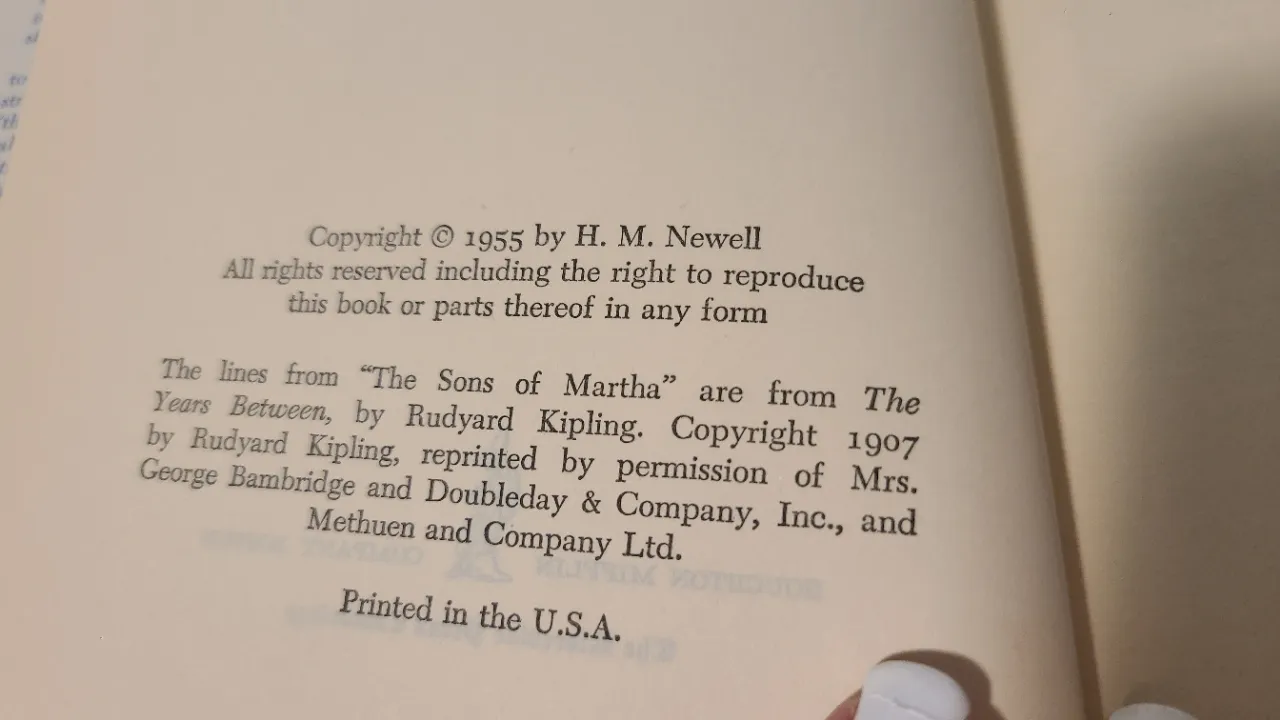 Copyright © 1955 by H. M. Newell
All rights reserved including the right to reproduce
this book or parts thereof in any form
The lines from “The Sons of Martha” are from The
Years Between, by Rudyard Kipling. Copyright 1907
by Rudyard Kipling, reprinted by permission of Mrs.
George Bambridge and Doubleday & Company, Inc., and
Methuen and Company Ltd.
Printed in the U.S.A.